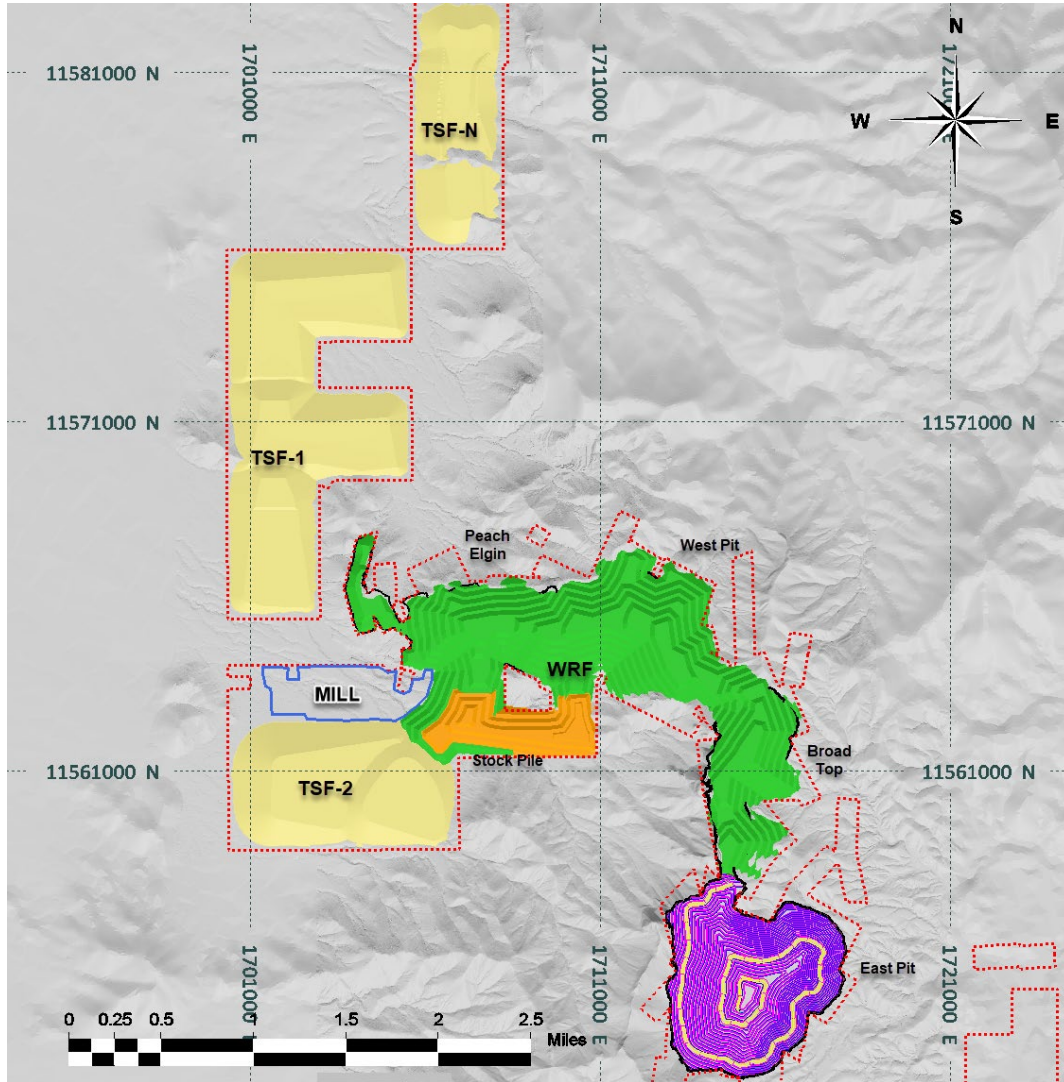 N
11581000 N
1701000 E
1711000 E
1721000 E
W
E
TSF-N
S
11571000 N
11571000 N
TSF-1
Peach
Elgin
West Pit
WRF
MILL
Broad
Top
Stock Pile
11561000 N
11561000 N
TSF-2
East Pit
1701000 E
1711000 E
1721000 E
0 0.25 0.5 1 1.5 2 2.5
Miles